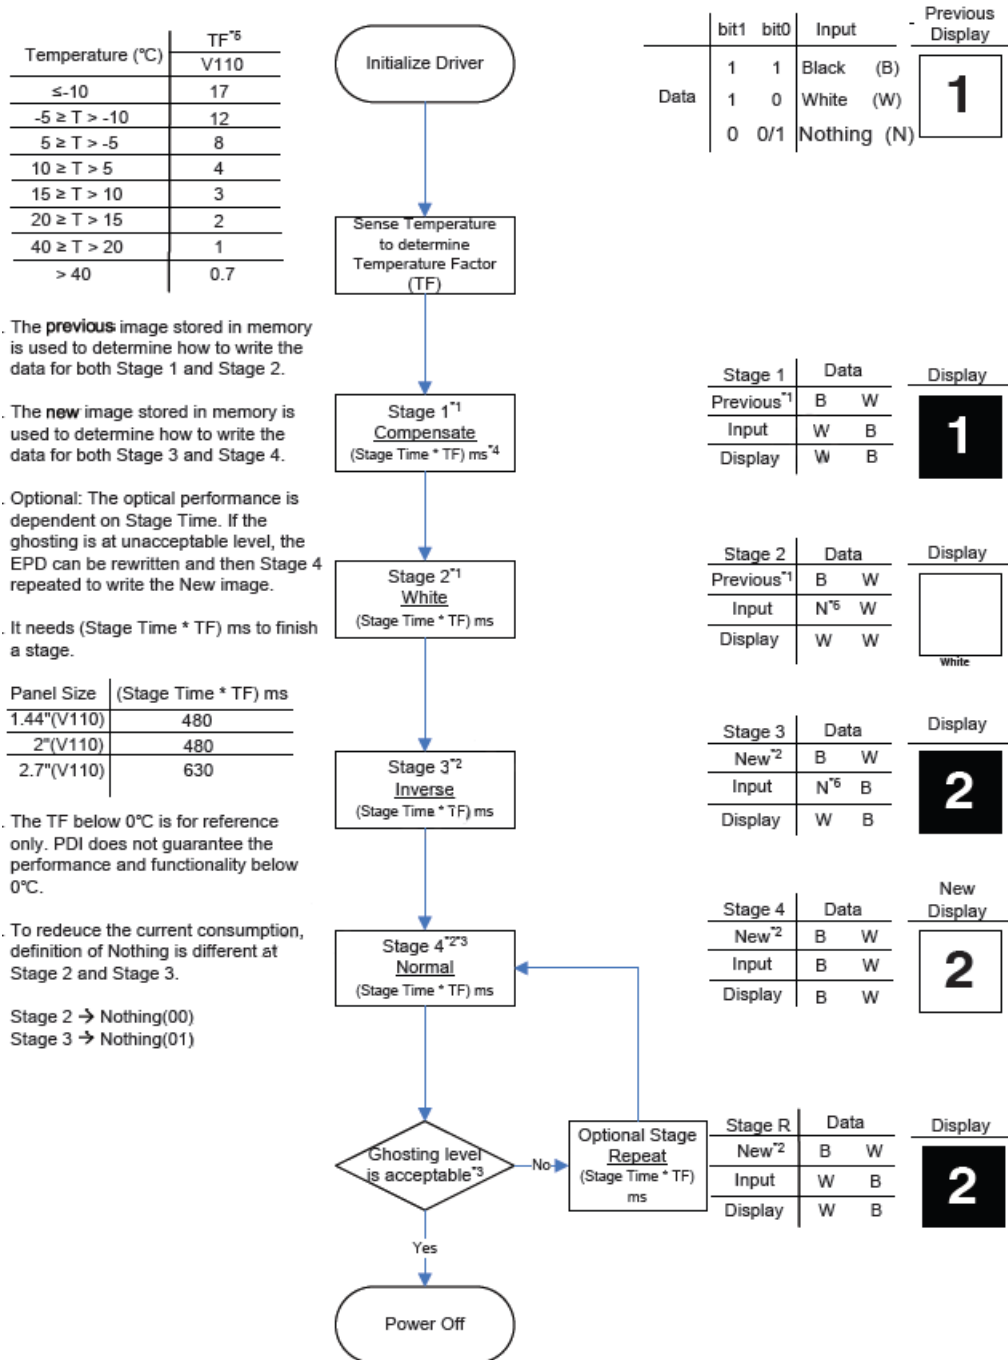 Temperature (°C) TF*5
V110
≤-10 17
-5 ≥ T > -10 12
5 ≥ T > -5 8
10 ≥ T > 5 4
15 ≥ T > 10 3
20 ≥ T > 15 2
40 ≥ T > 20 1
> 40 0.7
. The previous image stored in memory
is used to determine how to write the
data for both Stage 1 and Stage 2.
. The new image stored in memory is
used to determine how to write the
data for both Stage 3 and Stage 4.
. Optional: The optical performance is
dependent on Stage Time. If the
ghosting is at unacceptable level, the
EPD can be rewritten and then Stage 4
repeated to write the New image.
. It needs (Stage Time * TF) ms to finish
a stage.
Panel Size (Stage Time * TF) ms
1.44"(V110) 480
2"(V110) 480
2.7"(V110) 630
. The TF below 0°C is for reference
only. PDI does not guarantee the
performance and functionality below
0°C.
. To redeuce the current consumption,
definition of Nothing is different at
Stage 2 and Stage 3.
Stage 2 → Nothing(00)
Stage 3 → Nothing(01)
Initialize Driver
Sense Temperature
to determine
Temperature Factor
(TF)
Stage 1*1
Compensate
(Stage Time * TF) ms*4
Stage 2*1
White
(Stage Time * TF) ms
Stage 3*2
Inverse
(Stage Time * TF) ms
Stage 4*2*3
Normal
(Stage Time * TF) ms
Ghosting level
is acceptable*3
No
Yes
Optional Stage
Repeat
(Stage Time * TF)
ms
Power Off
bit1 bit0 Input
Data
1 1 Black (B)
1 0 White (W)
0 0/1 Nothing (N)
- Previous
Display
1
Stage 1 Data
Previous*1 B W
Input W B
Display W B
Display
1
Stage 2 Data
Previous*1 B W
Input N*6 W
Display W W
Display
White
Stage 3 Data
New*2 B W
Input N*6 B
Display W B
Display
2
Stage 4 Data
New*2 B W
Input B W
Display B W
New
Display
2
Stage R Data
New*2 B W
Input W B
Display W B
Display
2